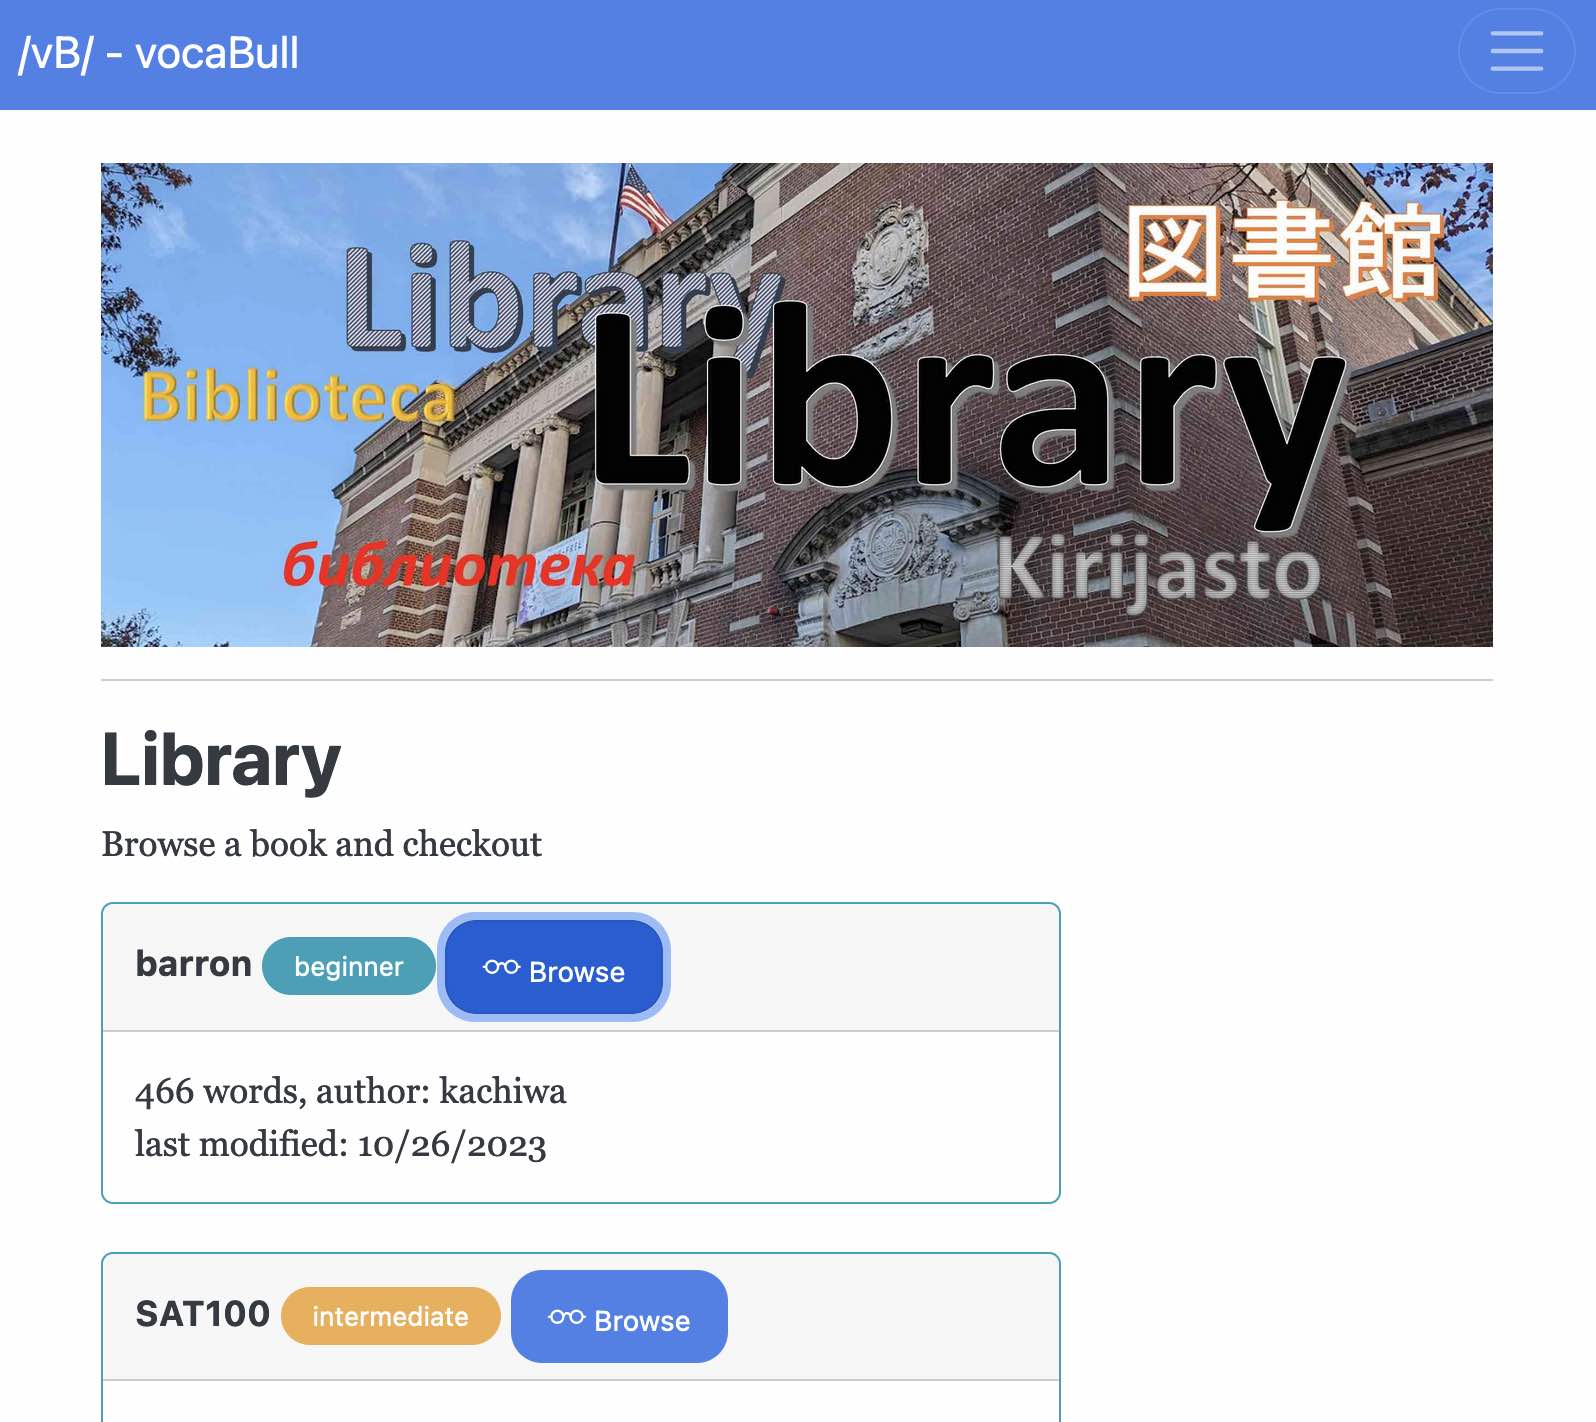 /vB/ - vocaBull
Library
図書館
Library
Biblioteca
библиотека
Kirijasto
Library
Browse a book and checkout
barron beginner Browse
466 words, author: kachiwa
last modified: 10/26/2023
SAT100 intermediate Browse